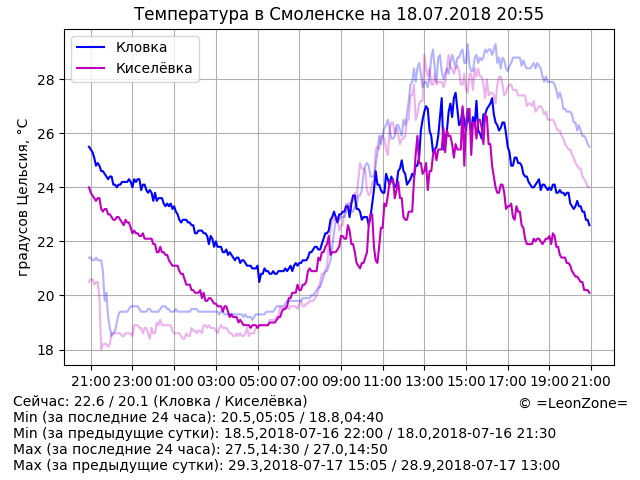 Температура в Смоленске на 18.07.2018 20:55
Кловка
Киселёвка
градусов Цельсия, °C
28
26
24
22
20
18
21:00 23:00 01:00 03:00 05:00 07:00 09:00 11:00 13:00 15:00 17:00 19:00 21:00
Сейчас: 22.6 / 20.1 (Кловка / Киселёвка)
© =LeonZone=
Min (за последние 24 часа): 20.5,05:05 / 18.8,04:40
Min (за предыдущие сутки): 18.5,2018-07-16 22:00 / 18.0,2018-07-16 21:30
Max (за последние 24 часа): 27.5,14:30 / 27.0,14:50
Max (за предыдущие сутки): 29.3,2018-07-17 15:05 / 28.9,2018-07-17 13:00